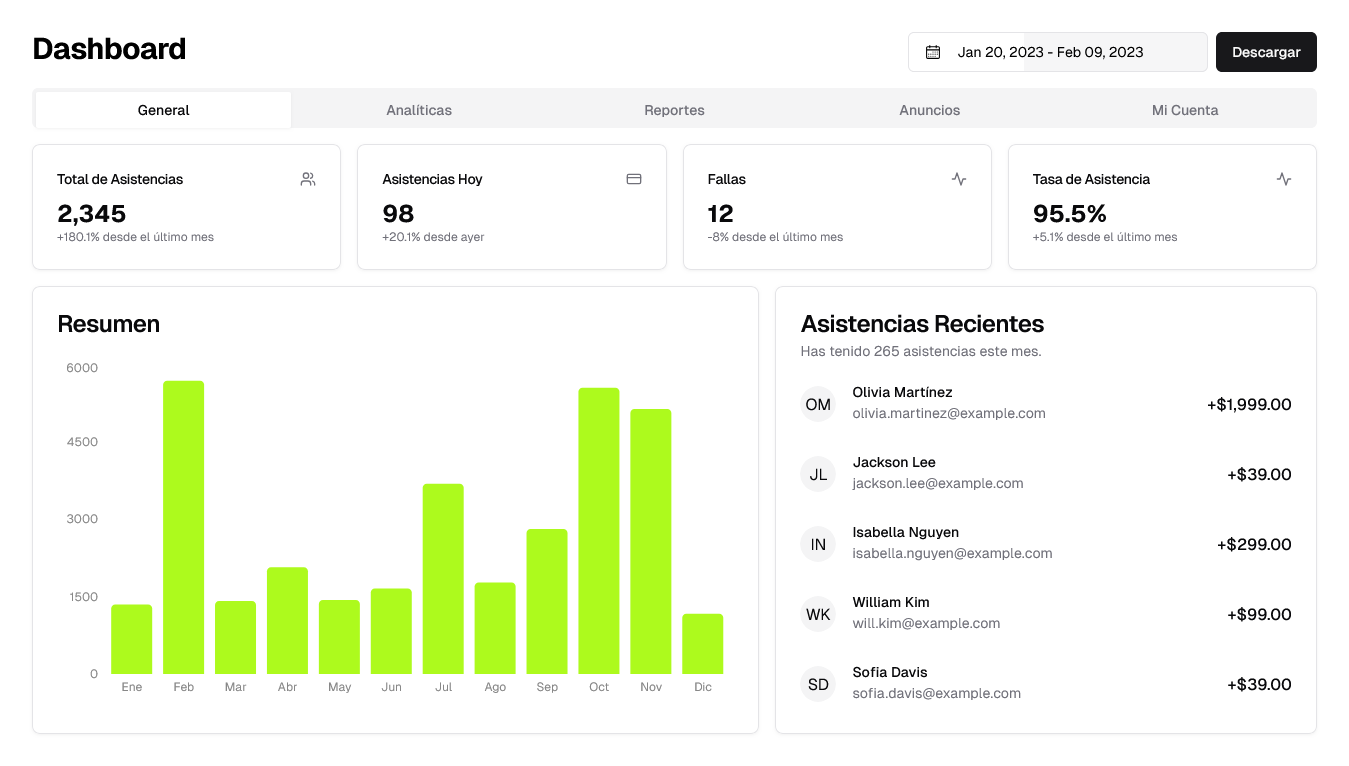 Dashboard
Jan 20, 2023 - Feb 09, 2023
Descargar
General
Analíticas
Reportes
Anuncios
Mi Cuenta
Total de Asistencias
2,345
+180.1% desde el último mes
Asistencias Hoy
98
+20.1% desde ayer
Fallas
12
-8% desde el último mes
Tasa de Asistencia
95.5%
+5.1% desde el último mes
Resumen
6000
4500
3000
1500
0
Ene Feb Mar Abr May Jun Jul Ago Sep Oct Nov Dic
Asistencias Recientes
Has tenido 265 asistencias este mes.
OM
Olivia Martínez
olivia.martinez@example.com
+$1,999.00
JL
Jackson Lee
jackson.lee@example.com
+$39.00
IN
Isabella Nguyen
isabella.nguyen@example.com
+$299.00
WK
William Kim
will.kim@example.com
+$99.00
SD
Sofia Davis
sofia.davis@example.com
+$39.00